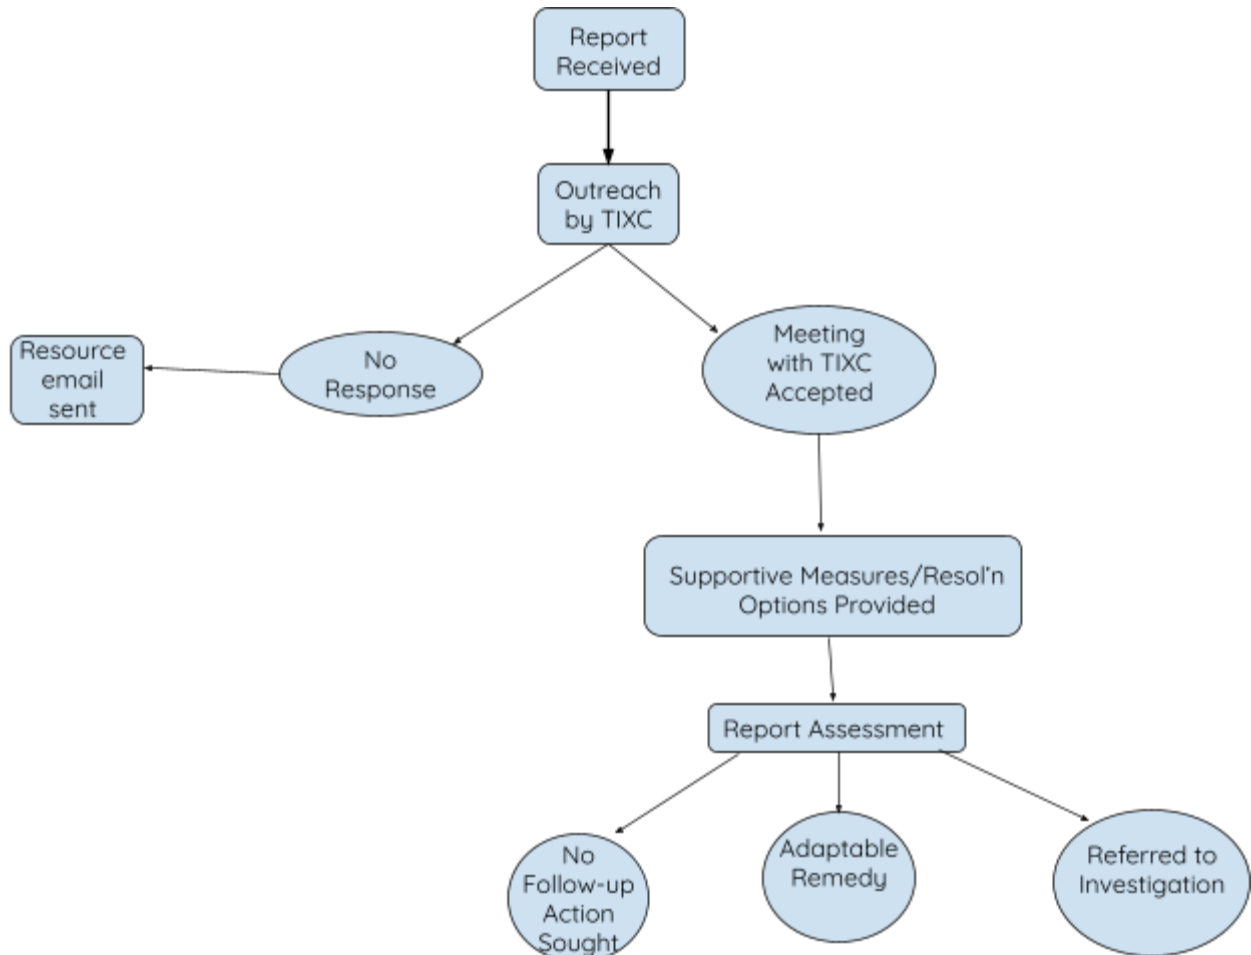 Report
Received
Outreach
by TIXC
No
Response
Resource
email
sent
Meeting
with TIXC
Accepted
Supportive Measures/Resol'n
Options Provided
Report Assessment
No
Follow-up
Action
Sought
Adaptable
Remedy
Referred to
Investigation